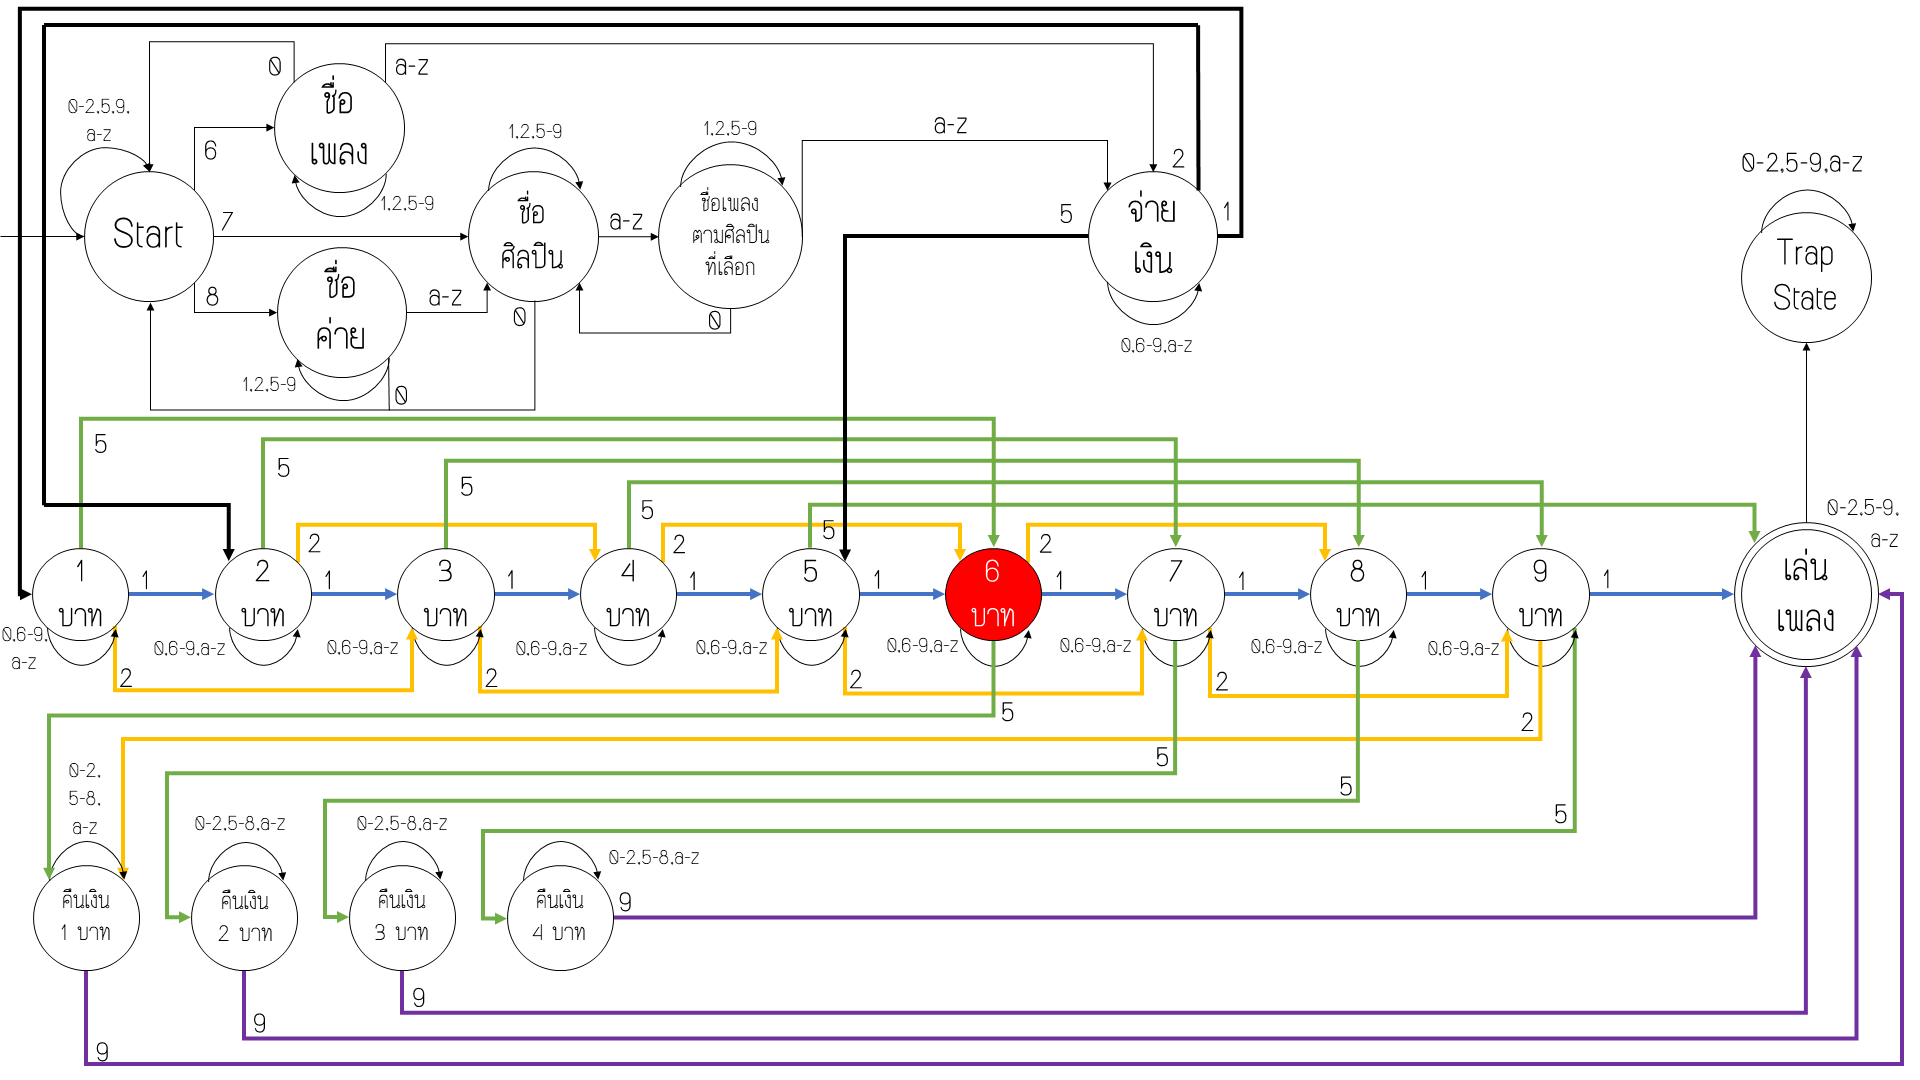 0
a-z
ชื่อ
เพลง
0-2,5,9,
a-z
6
1,2,5-9
1,2,5-9
1,2,5-9
a-z
2
0-2,5-9,a-z
Start
7
ชื่อ
ศิลปิน
a-z
ชื่อเพลง
ตามศิลปิน
ที่เลือก
5
จ่าย
เงิน
1
Trap
State
8
ชื่อ
ค่าย
a-z
0
0
0,6-9,a-z
1,2,5-9
0
5
5
5
5
5
0-2,5-9,
a-z
2
2
2
1
บาท
1
2
บาท
1
3
บาท
1
4
บาท
1
5
บาท
1
6
บาท
1
7
บาท
1
8
บาท
1
9
บาท
1
เล่น
เพลง
0,6-9,
a-z
0,6-9,a-z
0,6-9,a-z
0,6-9,a-z
0,6-9,a-z
0,6-9,a-z
0,6-9,a-z
0,6-9,a-z
0,6-9,a-z
2
2
2
2
5
2
5
5
5
0-2,
5-8,
a-z
0-2,5-8,a-z
0-2,5-8,a-z
0-2,5-8,a-z
คืนเงิน
1 บาท
คืนเงิน
2 บาท
คืนเงิน
3 บาท
คืนเงิน
4 บาท
9
9
9
9